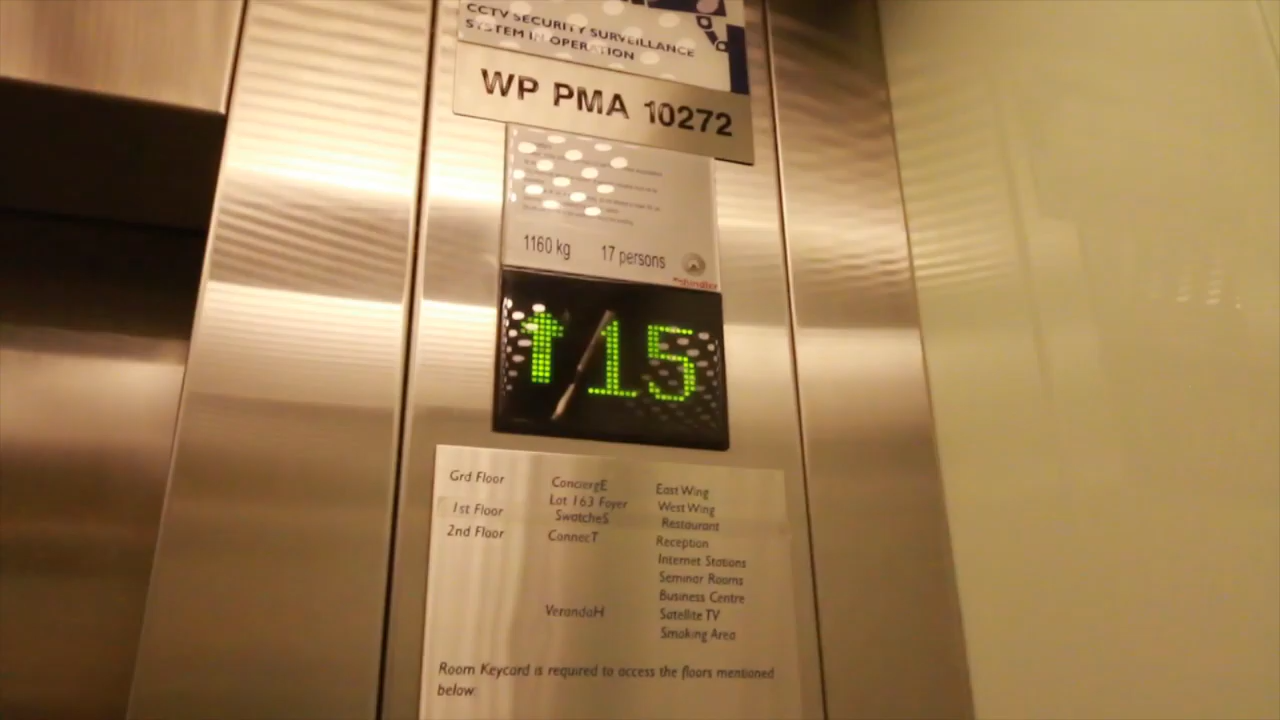 CCTV SECURITY SURVEILLANCE
SYSTEM IN OPERATION
WP PMA 10272
1160 kg 17 persons
Schindler
↑ 15
Grd Floor ConciergE East Wing
Lot 163 Foyer West Wing
1st Floor SwatcheS Restaurant
2nd Floor ConnecT Reception
Internet Stations
Seminar Rooms
Business Centre
VerandaH Satellite TV
Smoking Area
Room Keycard is required to access the floors mentioned
below: